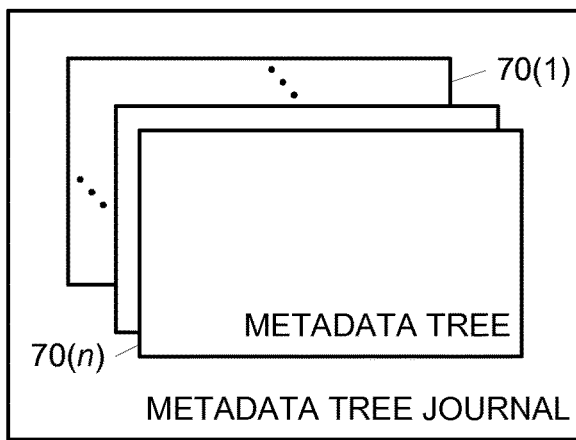 70(1)
METADATA TREE
70(n)
METADATA TREE JOURNAL